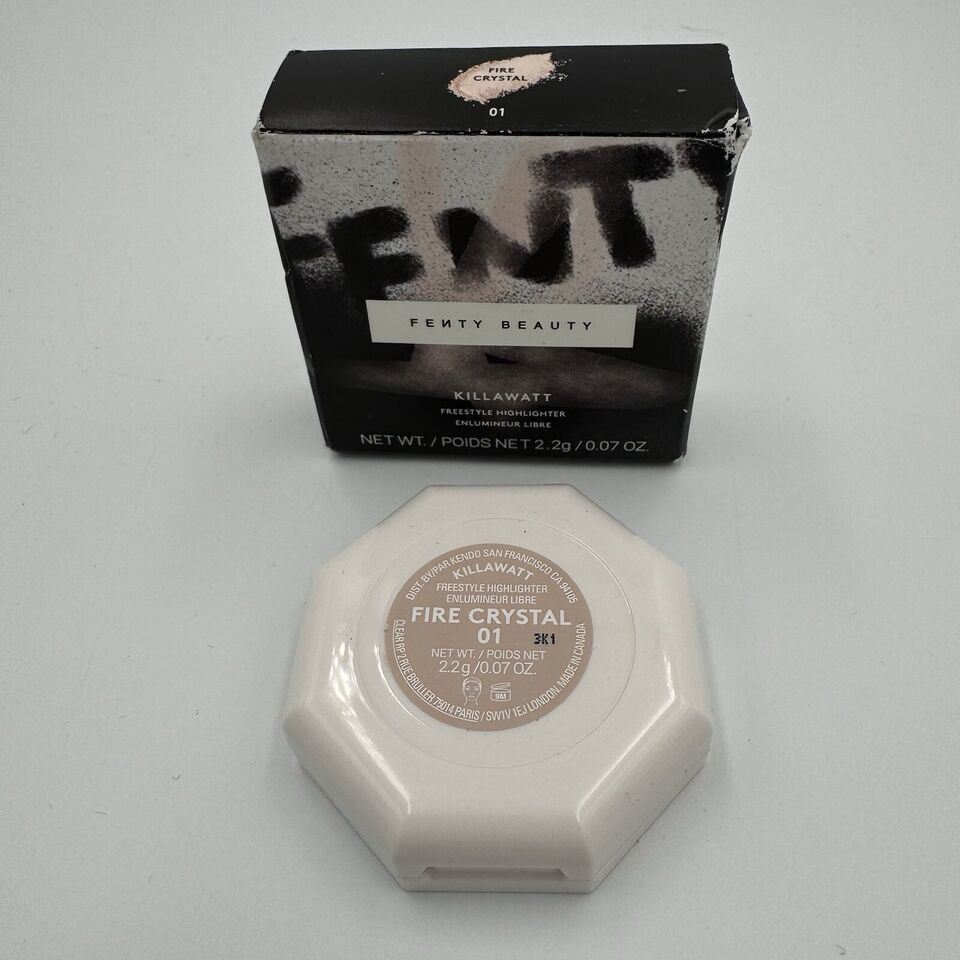 FIRE
CRYSTAL
01
FENTY
FEИTY BEAUTY
KILLAWATT
FREESTYLE HIGHLIGHTER
ENLUMINEUR LIBRE
NET WT. / POIDS NET 2.2g / 0.07 OZ.
DIST. BY/PAR KENDO SAN FRANCISCO CA 94105
KILLAWATT
FREESTYLE HIGHLIGHTER
ENLUMINEUR LIBRE
FIRE CRYSTAL
01 3K1
NET WT. / POIDS NET
2.2 g /0.07 OZ.
9M
CLEAR RP 2 RUE BRULLER 75014 PARIS / SW1V 1EJ LONDON. MADE IN CANADA